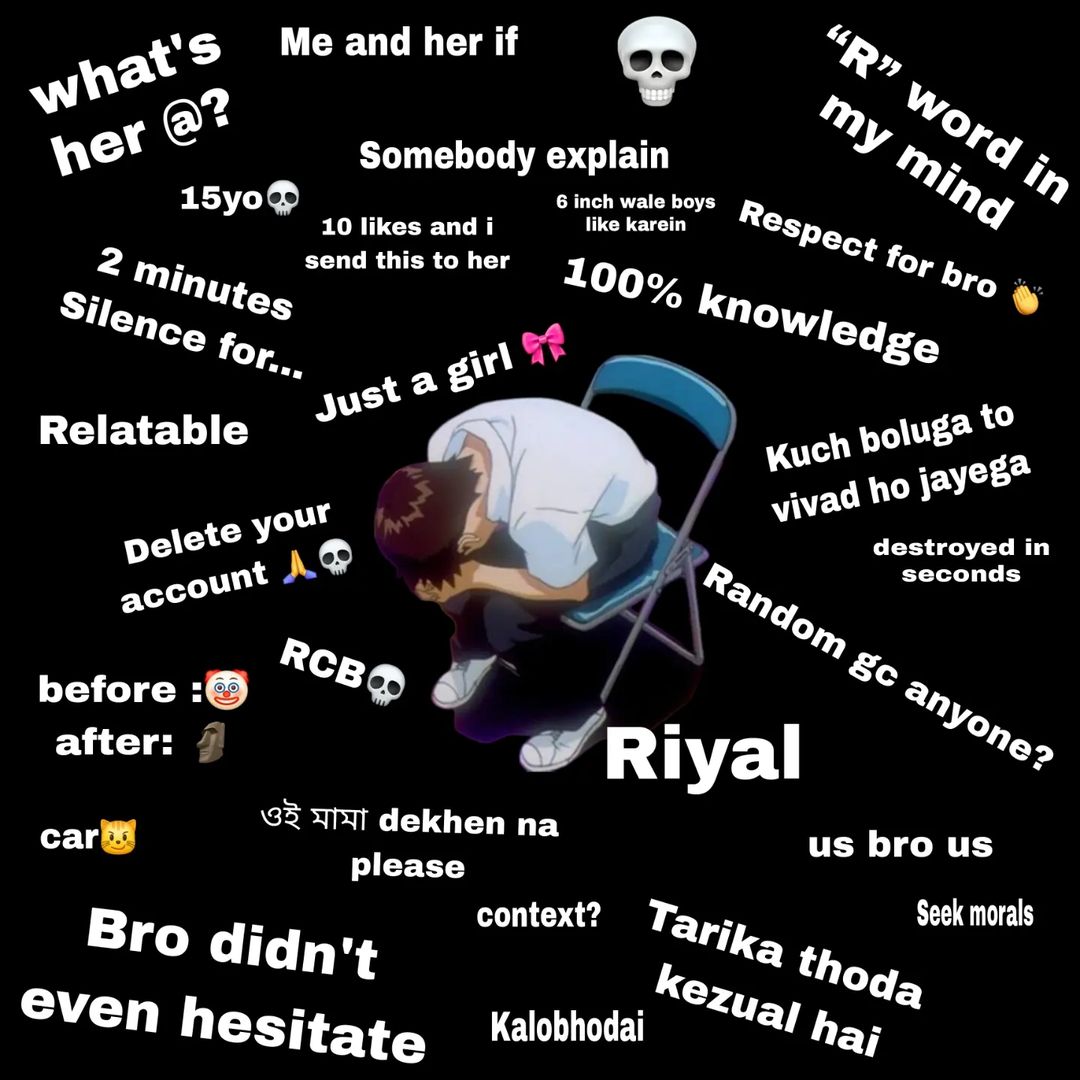 what's
her @?
Me and her if
💀
“R” word in
my mind
Somebody explain
15yo💀
10 likes and i
send this to her
6 inch wale boys
like karein
Respect for bro 👏
2 minutes
Silence for...
100% knowledge
Just a girl 🎀
Relatable
Kuch boluga to
vivad ho jayega
Delete your
account 🙏💀
destroyed in
seconds
Random gc anyone?
RCB💀
before :🤡
after: 🗿
Riyal
car😼
ওই মামা dekhen na
please
us bro us
context?
Seek morals
Bro didn't
even hesitate
Tarika thoda
kezual hai
Kalobhodai